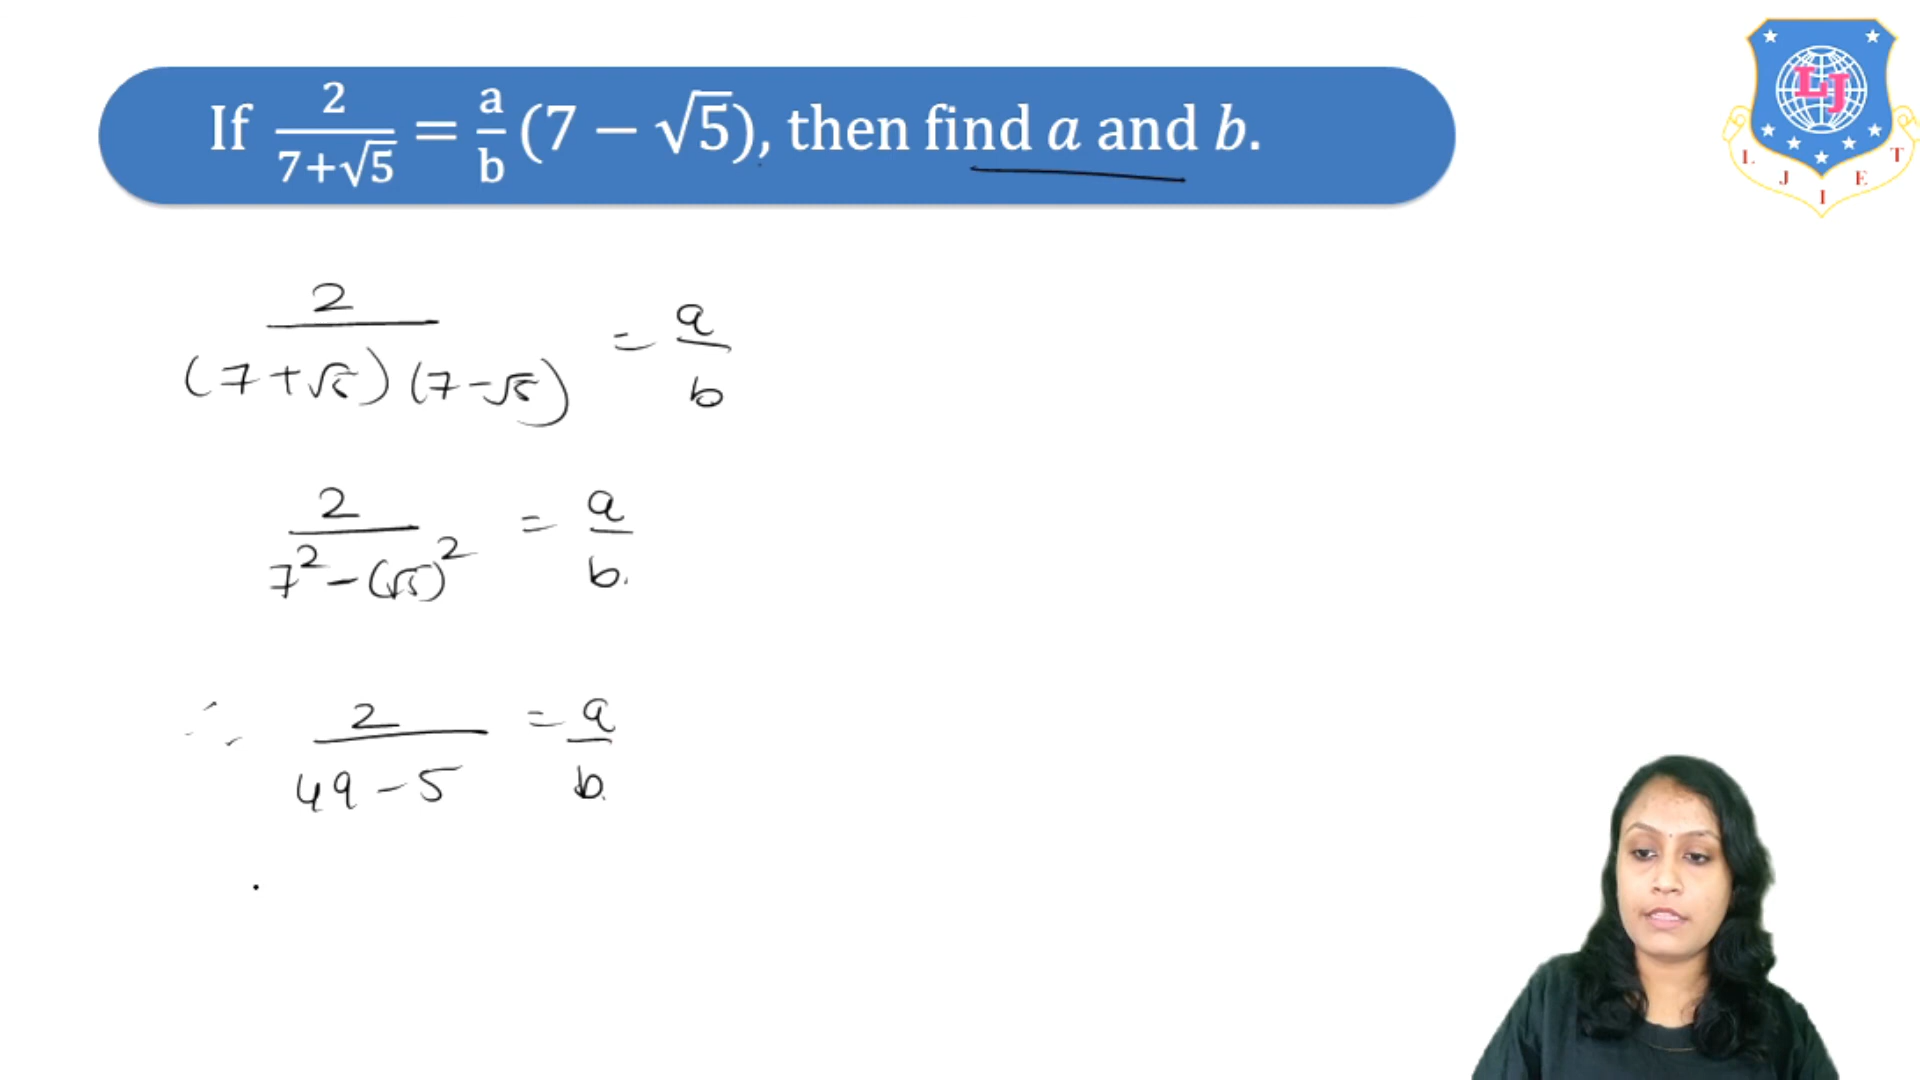 If 2/(7+√5) = a/b (7 − √5), then find a and b.
LJ
L J I E T
2/((7+√5)(7-√5)) = a/b
2/(7² - (√5)²) = a/b.
∴ 2/(49-5) = a/b.